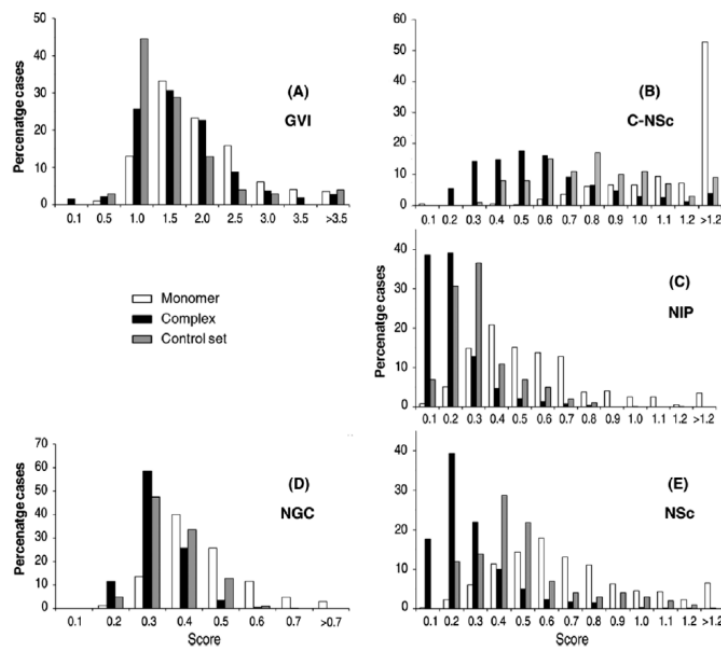 50
40
30
20
10
0
Percenatge cases
(A)
GVI
0.1 0.5 1.0 1.5 2.0 2.5 3.0 3.5 >3.5
60
50
40
30
20
10
0
Percenatge cases
(B)
C-NSc
0.1 0.2 0.3 0.4 0.5 0.6 0.7 0.8 0.9 1.0 1.1 1.2 >1.2
Monomer
Complex
Control set
40
30
20
10
0
Percenatge cases
(C)
NIP
0.1 0.2 0.3 0.4 0.5 0.6 0.7 0.8 0.9 1.0 1.1 1.2 >1.2
70
60
50
40
30
20
10
0
Percenatge cases
(D)
NGC
0.1 0.2 0.3 0.4 0.5 0.6 0.7 >0.7
Score
40
30
20
10
0
Percenatge cases
(E)
NSc
0.1 0.2 0.3 0.4 0.5 0.6 0.7 0.8 0.9 1.0 1.1 1.2 >1.2
Score